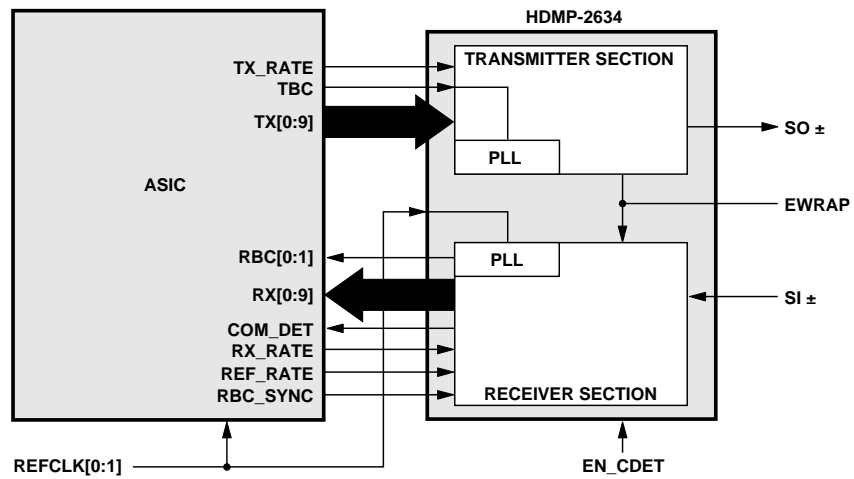 HDMP-2634
TRANSMITTER SECTION
TX_RATE
TBC
TX[0:9]
SO ±
PLL
ASIC
EWRAP
RBC[0:1]
PLL
RX[0:9]
SI ±
COM_DET
RX_RATE
REF_RATE
RBC_SYNC
RECEIVER SECTION
REFCLK[0:1]
EN_CDET